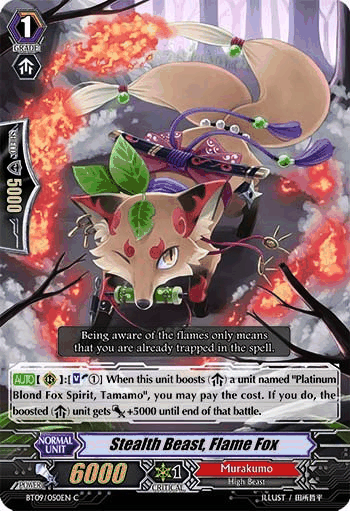 1
GRADE
SHIELD
5000
Being aware of the flames only means
that you are already trapped in the spell.
AUTO [ ]:[ (1)] When this unit boosts ( ) a unit named "Platinum
Blond Fox Spirit, Tamamo", you may pay the cost. If you do, the
boosted ( ) unit gets +5000 until end of that battle.
NORMAL
UNIT
Stealth Beast, Flame Fox
POWER
6000
1
CRITICAL
Murakumo
High Beast
BT09/050EN C
ILLUST / 田所哲平